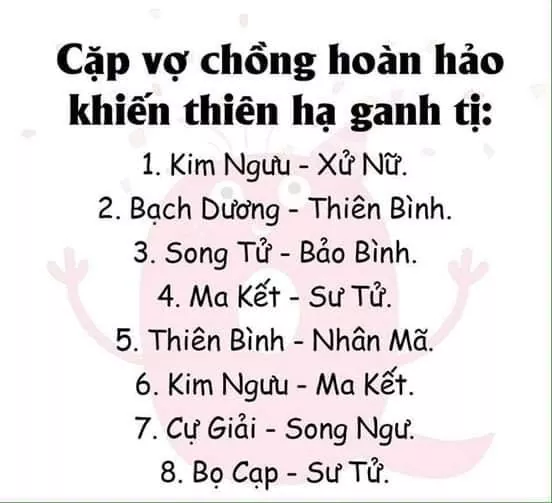 Cặp vợ chồng hoàn hảo
khiến thiên hạ ganh tị:
1. Kim Ngưu - Xử Nữ.
2. Bạch Dương - Thiên Bình.
3. Song Tử - Bảo Bình.
4. Ma Kết - Sư Tử.
5. Thiên Bình - Nhân Mã.
6. Kim Ngưu - Ma Kết.
7. Cự Giải - Song Ngư.
8. Bọ Cạp - Sư Tử.